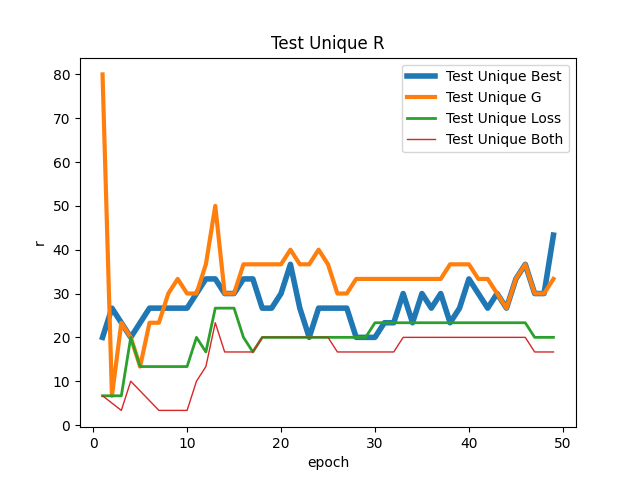 Test Unique R
80
70
60
50
40
30
20
10
0
r
Test Unique Best
Test Unique G
Test Unique Loss
Test Unique Both
0 10 20 30 40 50
epoch